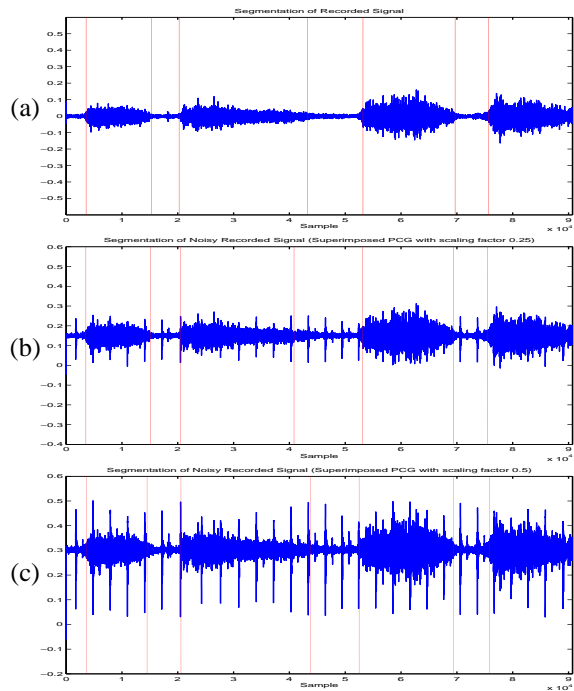 Segmentation of Recorded Signal
(a)
0.5
0.4
0.3
0.2
0.1
0
−0.1
−0.2
−0.3
−0.4
−0.5
0 1 2 3 4 5 6 7 8 9
Sample
x 10⁴
Segmentation of Noisy Recorded Signal (Superimposed PCG with scaling factor 0.25)
(b)
0.6
0.5
0.4
0.3
0.2
0.1
0
−0.1
−0.2
−0.3
−0.4
0 1 2 3 4 5 6 7 8 9
Sample
x 10⁴
Segmentation of Noisy Recorded Signal (Superimposed PCG with scaling factor 0.5)
(c)
0.6
0.5
0.4
0.3
0.2
0.1
0
−0.1
−0.2
0 1 2 3 4 5 6 7 8 9
Sample
x 10⁴